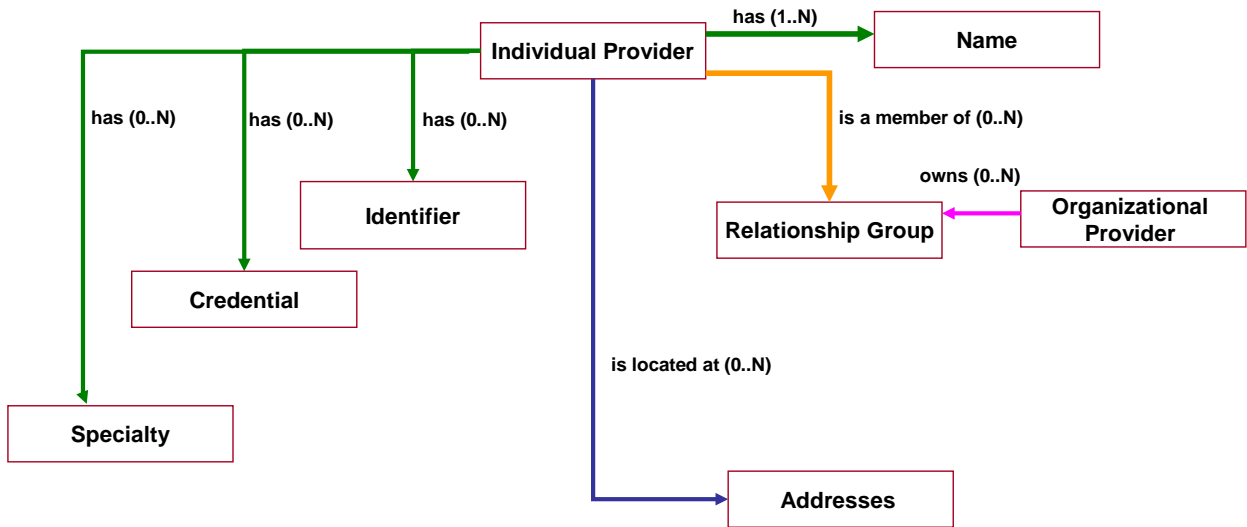 has (1..N)
Individual Provider
Name
has (0..N)
has (0..N)
has (0..N)
is a member of (0..N)
owns (0..N)
Identifier
Relationship Group
Organizational
Provider
Credential
is located at (0..N)
Specialty
Addresses